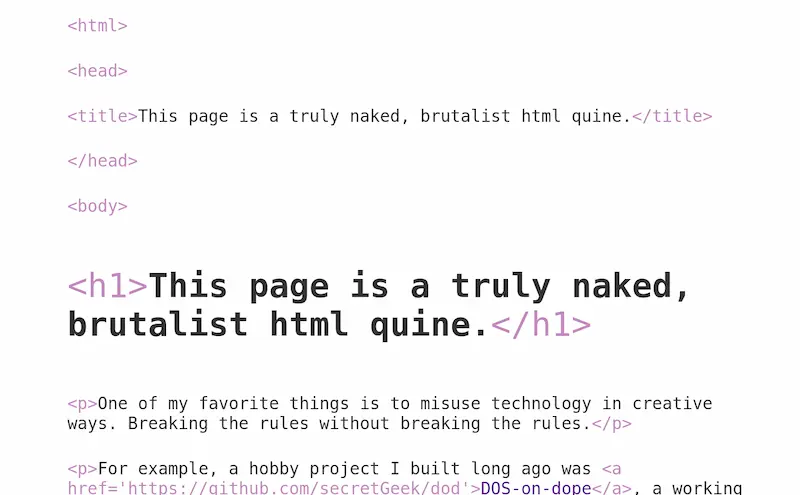 <html>
<head>
<title>This page is a truly naked, brutalist html quine.</title>
</head>
<body>
<h1>This page is a truly naked,
brutalist html quine.</h1>
<p>One of my favorite things is to misuse technology in creative
ways. Breaking the rules without breaking the rules.</p>
<p>For example, a hobby project I built long ago was <a
href='https://github.com/secretGeek/dod'>DOS-on-dope</a>, a working